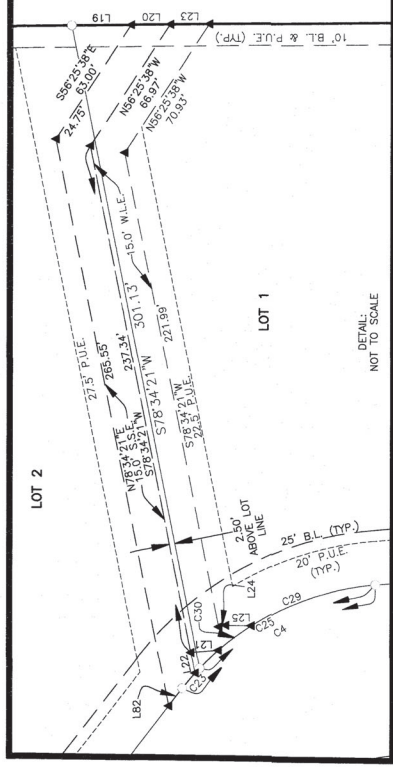 LOT 2
LOT 1
DETAIL:
NOT TO SCALE
L19
L20
L23
10' B.L. & P.U.E. (TYP.)
S56°25'38"E
63.00'
24.75'
N56°25'38"W
66.97'
N56°25'38"W
70.93'
27.5' P.U.E.
265.55'
237.34'
301.13'
15.0' W.L.E.
221.99'
N78°34'21"E
15.0' S.S.E.
S78°34'21"W
S78°34'21"W
S78°34'21"W
22.5' P.U.E.
2.50'
ABOVE LOT
LINE
25' B.L. (TYP.)
20' P.U.E.
(TYP.)
L82
L22
C23
L21
C30
L24
L25
C25
C4
C29